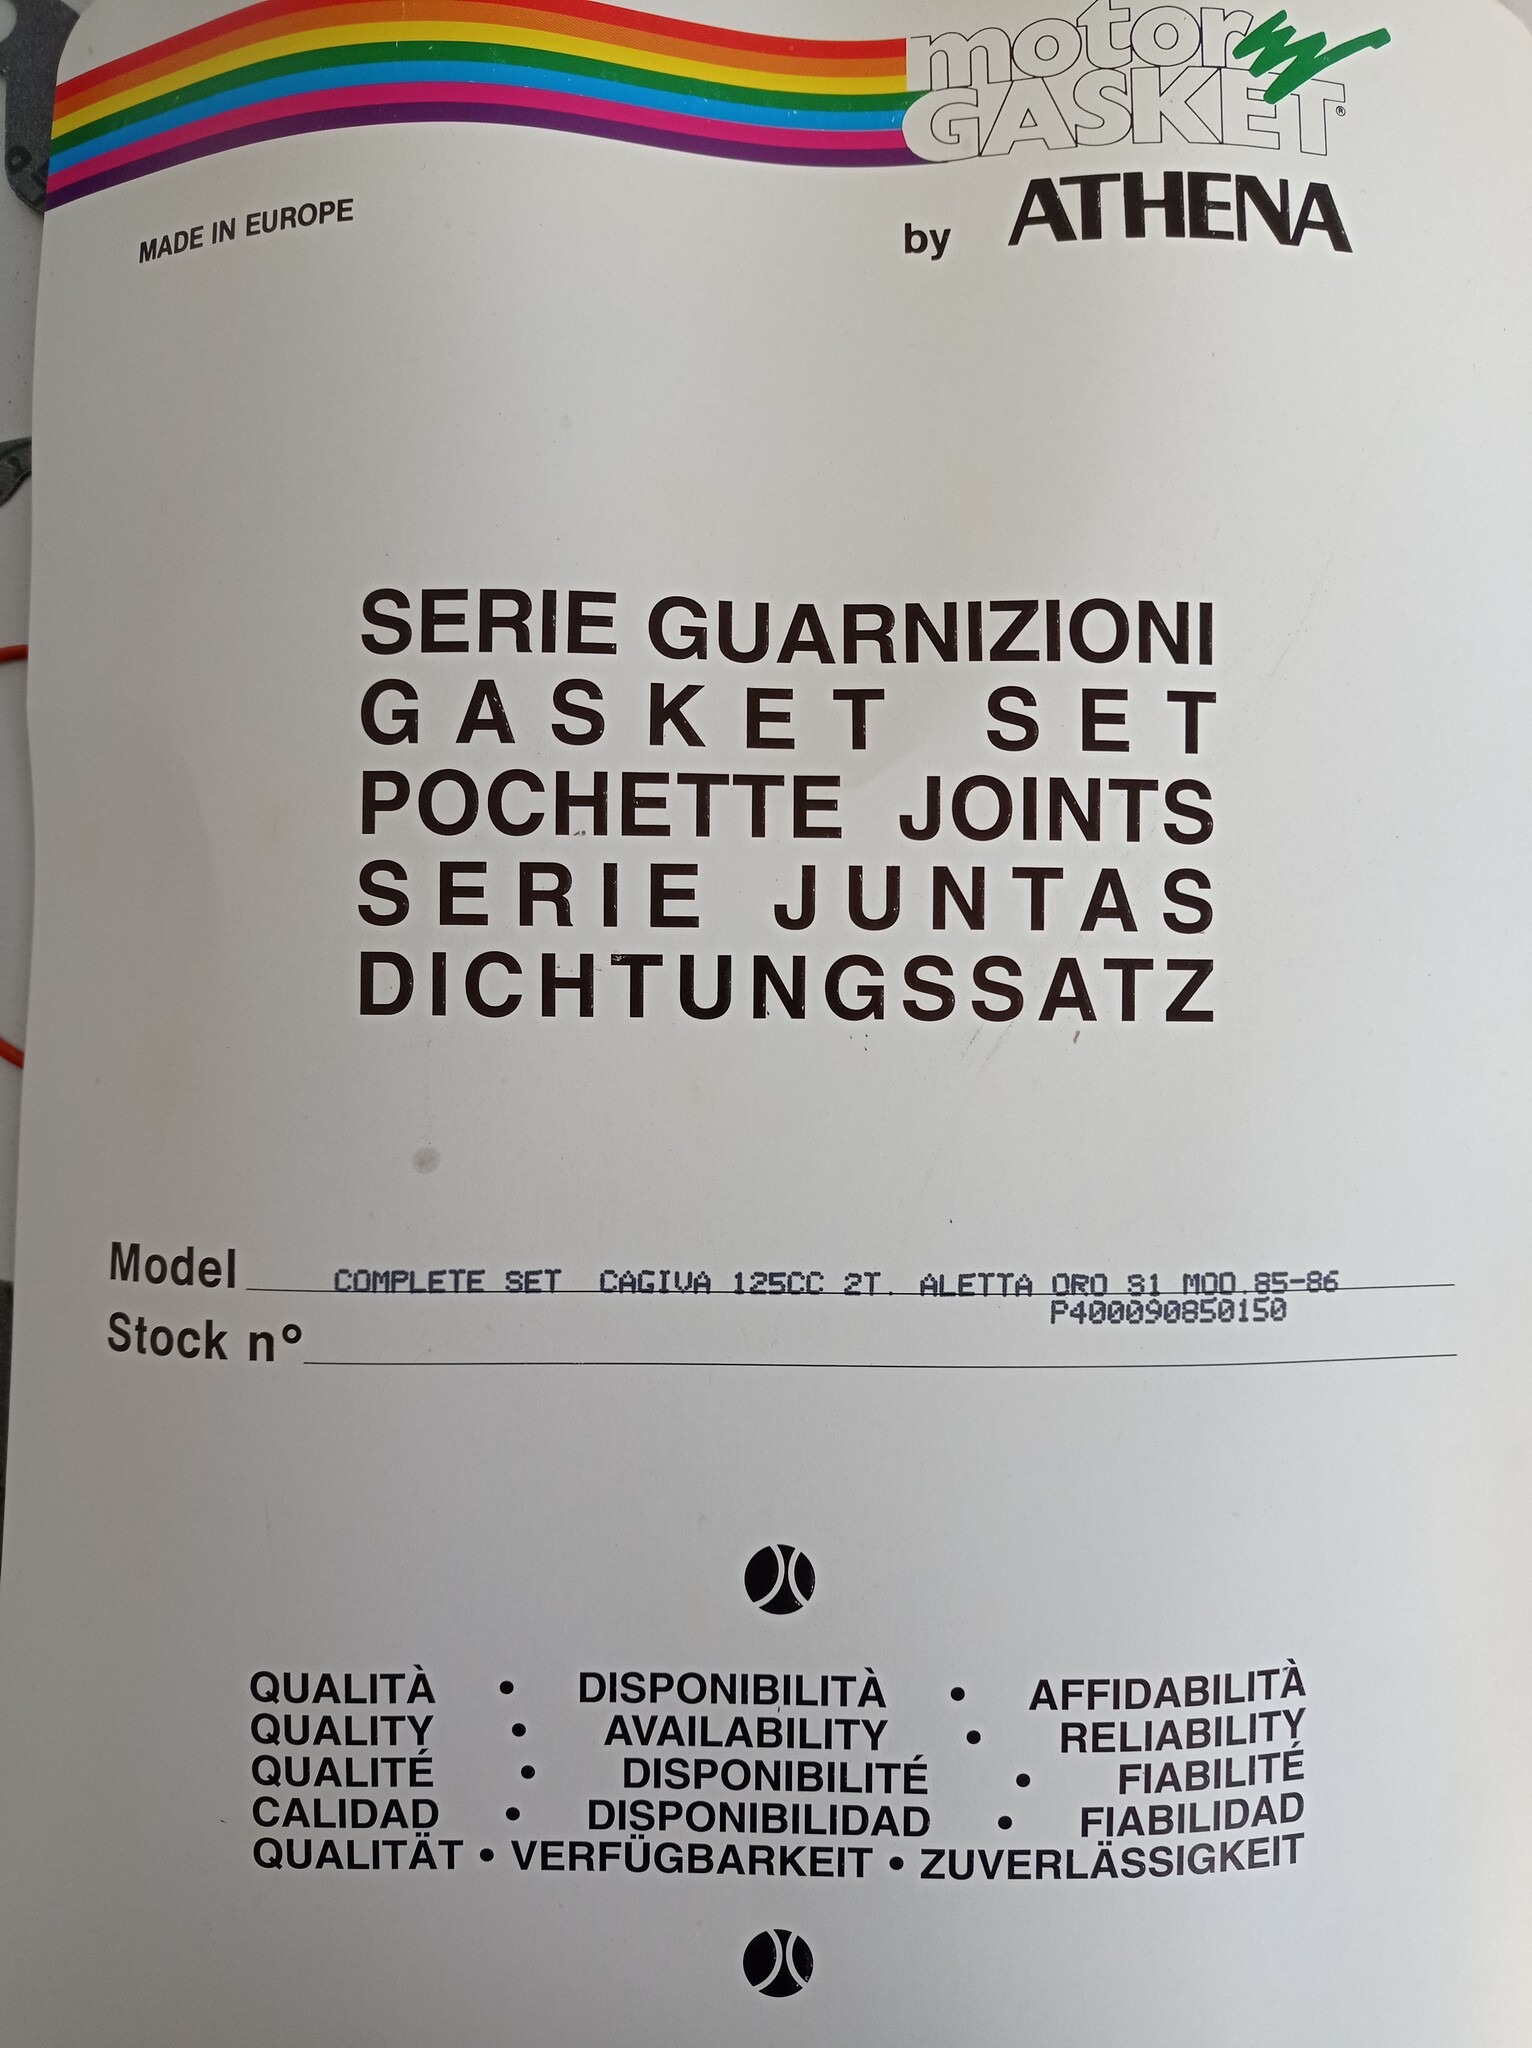 motor
GASKET®
MADE IN EUROPE
by ATHENA
SERIE GUARNIZIONI
GASKET SET
POCHETTE JOINTS
SERIE JUNTAS
DICHTUNGSSATZ
Model COMPLETE SET CAGIVA 125CC 2T. ALETTA ORO S1 MOD.85-86
P400090850150
Stock n°
QUALITÀ • DISPONIBILITÀ • AFFIDABILITÀ
QUALITY • AVAILABILITY • RELIABILITY
QUALITÉ • DISPONIBILITÉ • FIABILITÉ
CALIDAD • DISPONIBILIDAD • FIABILIDAD
QUALITÄT • VERFÜGBARKEIT • ZUVERLÄSSIGKEIT